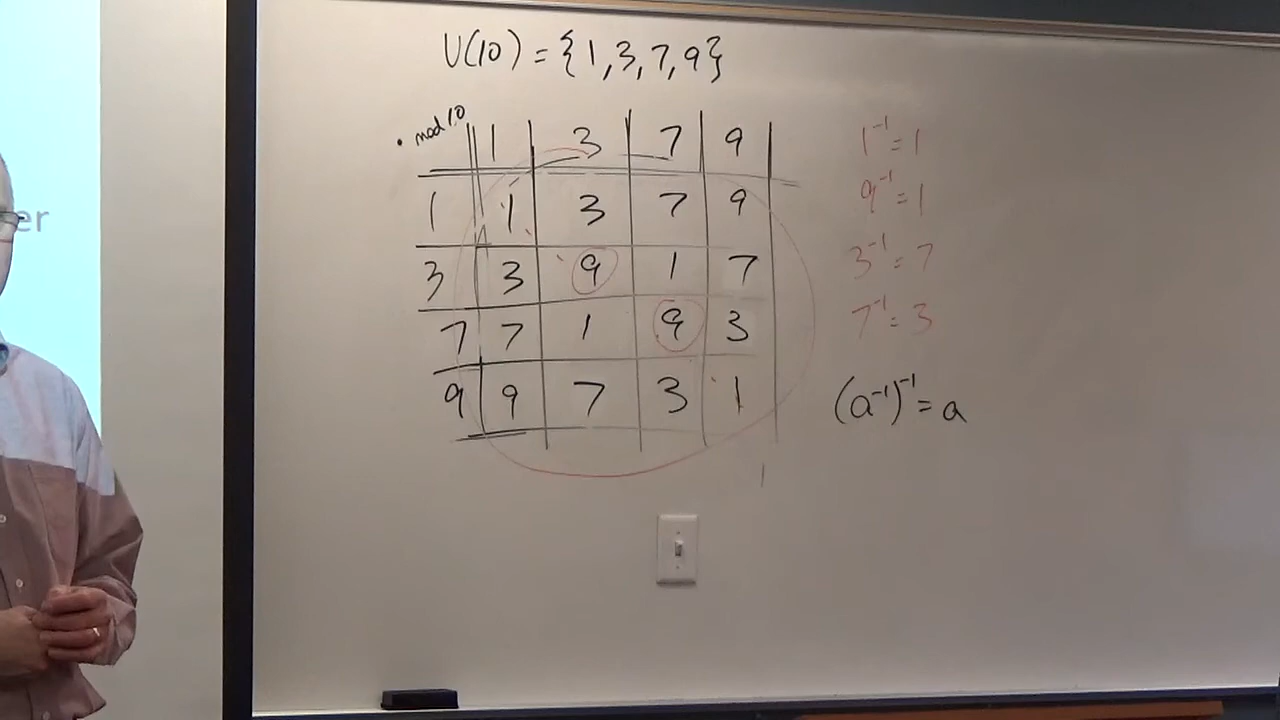 U(10) = {1,3,7,9}
· mod 10 1 3 7 9
1 1 3 7 9
3 3 9 1 7
7 7 1 9 3
9 9 7 3 1
1⁻¹ = 1
9⁻¹ = 1
3⁻¹ = 7
7⁻¹ = 3
(a⁻¹)⁻¹ = a
er